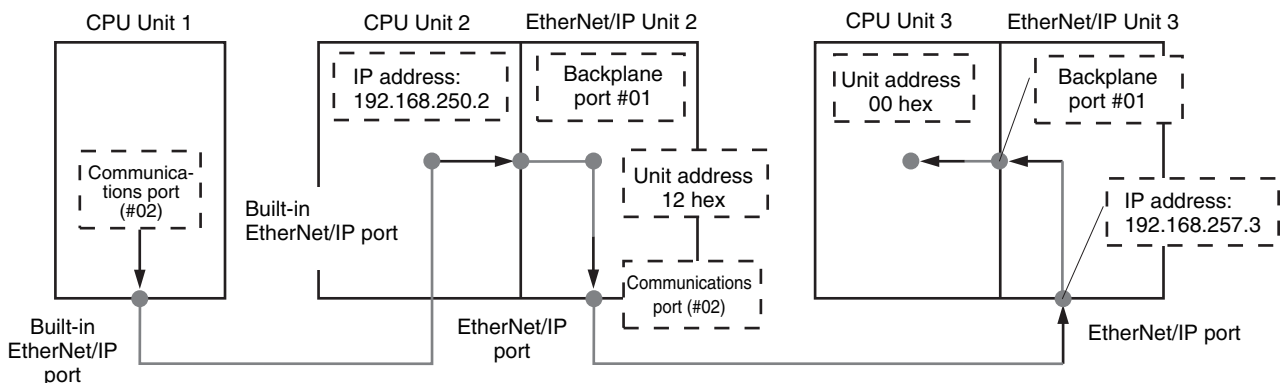 CPU Unit 1
CPU Unit 2
EtherNet/IP Unit 2
CPU Unit 3
EtherNet/IP Unit 3
IP address:
192.168.250.2
Backplane
port #01
Unit address
00 hex
Backplane
port #01
Communica-
tions port
(#02)
Unit address
12 hex
Built-in
EtherNet/IP port
IP address:
192.168.257.3
Communications
port (#02)
Built-in
EtherNet/IP
port
EtherNet/IP
port
EtherNet/IP port